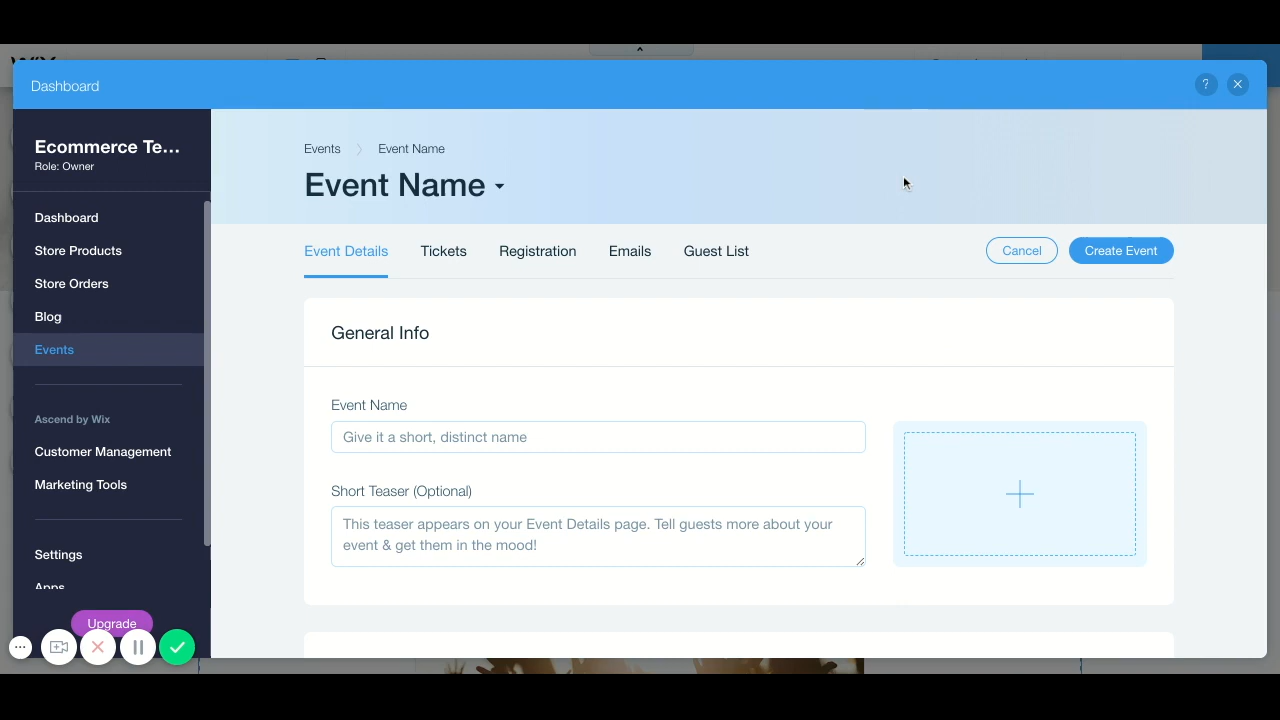 Dashboard
?
Ecommerce Te...
Role: Owner
Dashboard
Store Products
Store Orders
Blog
Events
Ascend by Wix
Customer Management
Marketing Tools
Settings
Apps
Upgrade
Events
Event Name
Event Name
Event Details
Tickets
Registration
Emails
Guest List
Cancel
Create Event
General Info
Event Name
Give it a short, distinct name
Short Teaser (Optional)
This teaser appears on your Event Details page. Tell guests more about your
event & get them in the mood!